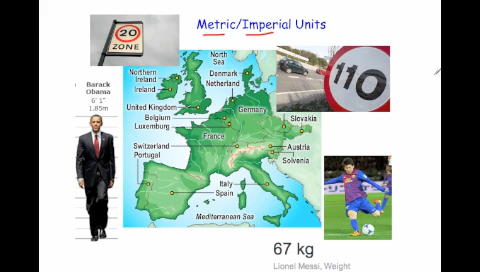 Metric/Imperial Units
20
ZONE
North
Sea
Northern
Ireland
Denmark
Ireland
Netherland
110
Barack
Obama
6' 1"
1.85m
United Kingdom
Germany
Belgium
Luxemburg
Slovakia
France
Switzerland
Austria
Portugal
Solvenia
Italy
Spain
Mediterranean Sea
67 kg
Lionel Messi, Weight